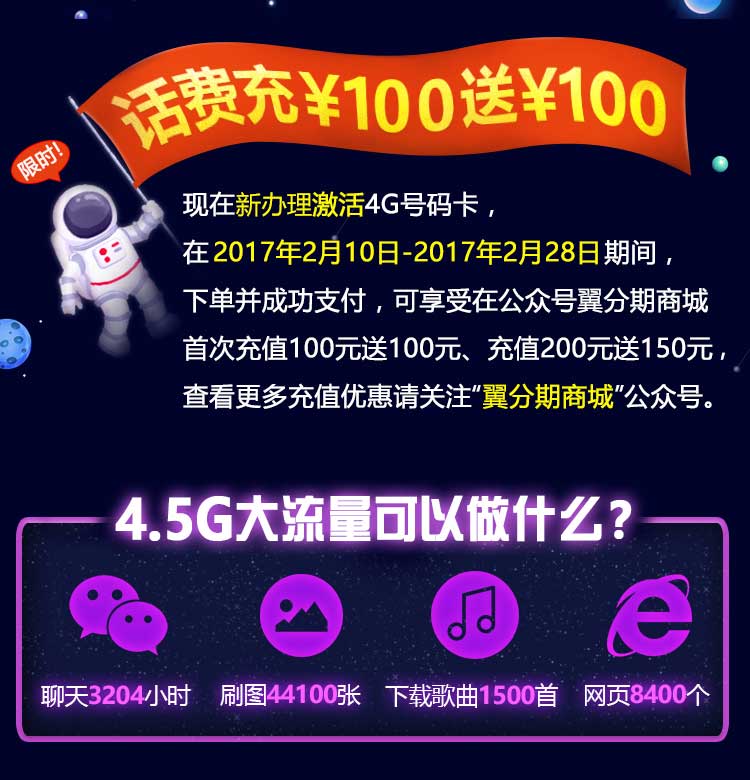 话费充¥100送¥100
限时!
现在新办理激活4G号码卡，
在2017年2月10日-2017年2月28日期间，
下单并成功支付，可享受在公众号翼分期商城
首次充值100元送100元、充值200元送150元，
查看更多充值优惠请关注“翼分期商城”公众号。
4.5G大流量可以做什么?
聊天3204小时
刷图44100张
下载歌曲1500首
网页8400个